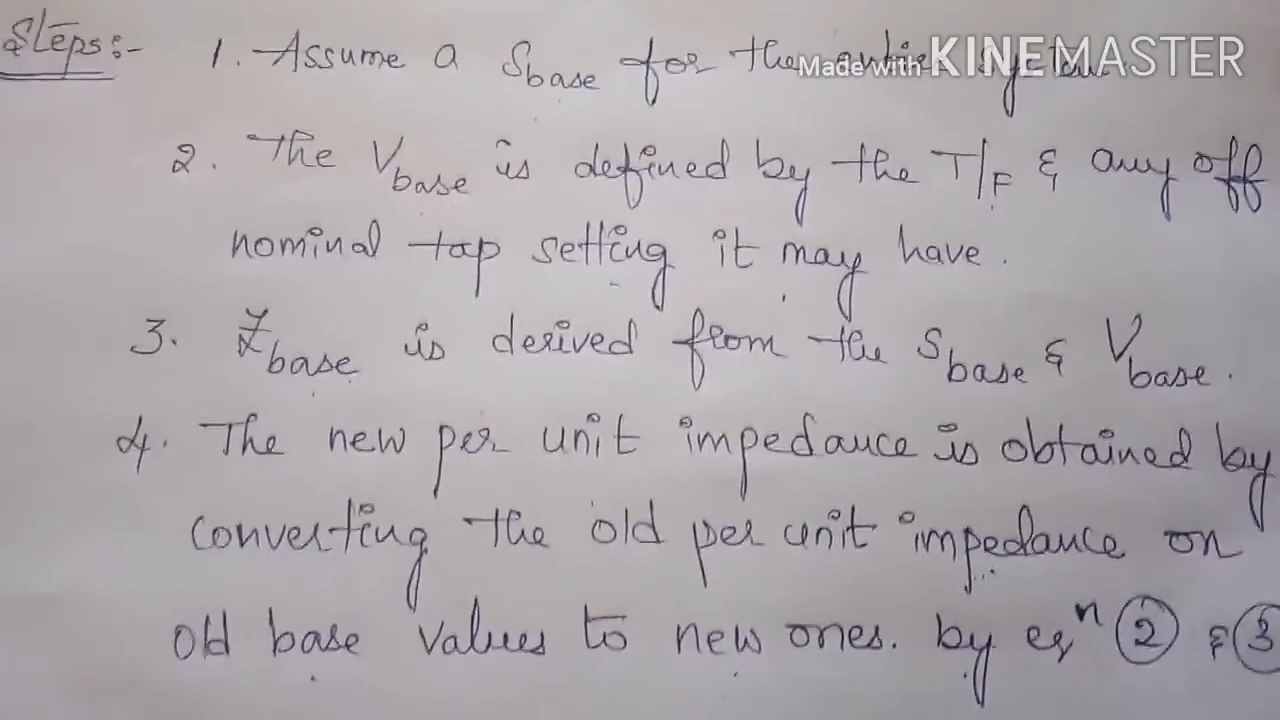 Steps:- 1. Assume a Sbase for the entire system.
Made with KINEMASTER
2. The Vbase is defined by the T/F & any off
nominal tap setting it may have.
3. Zbase is derived from the Sbase & Vbase.
4. The new per unit impedance is obtained by
converting the old per unit impedance on
old base values to new ones. by eqn 2 & 3